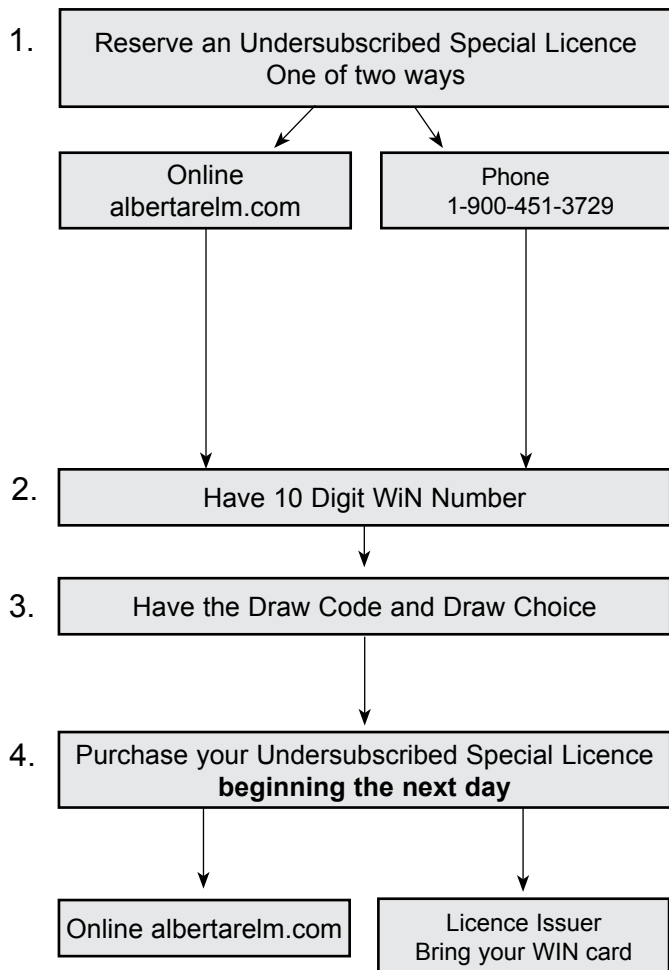 1.
Reserve an Undersubscribed Special Licence
One of two ways
Online
albertarelm.com
Phone
1-900-451-3729
2.
Have 10 Digit WiN Number
3.
Have the Draw Code and Draw Choice
4.
Purchase your Undersubscribed Special Licence
beginning the next day
Online albertarelm.com
Licence Issuer
Bring your WIN card